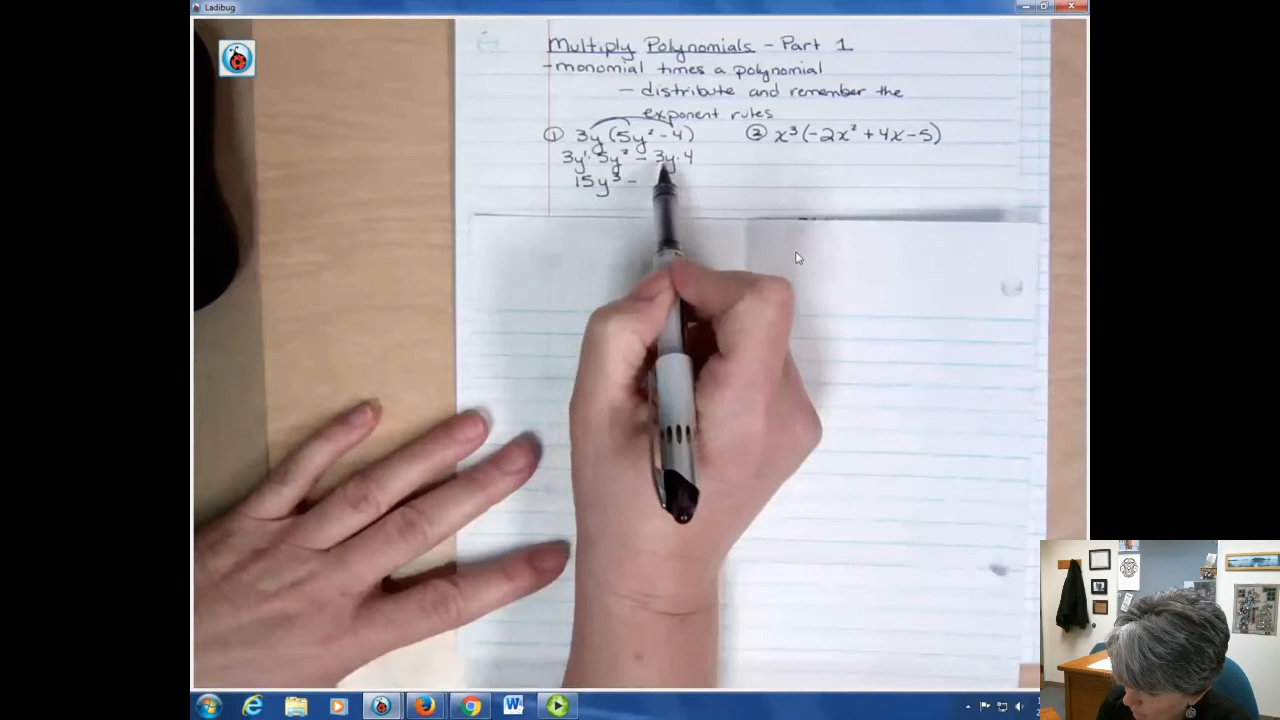 Ladibug
Multiply Polynomials - Part 1
- monomial times a polynomial
- distribute and remember the
exponent rules
① 3y(5y² - 4)
② x³(-2x² + 4x - 5)
3y¹·5y² - 3y·4
15y³ -